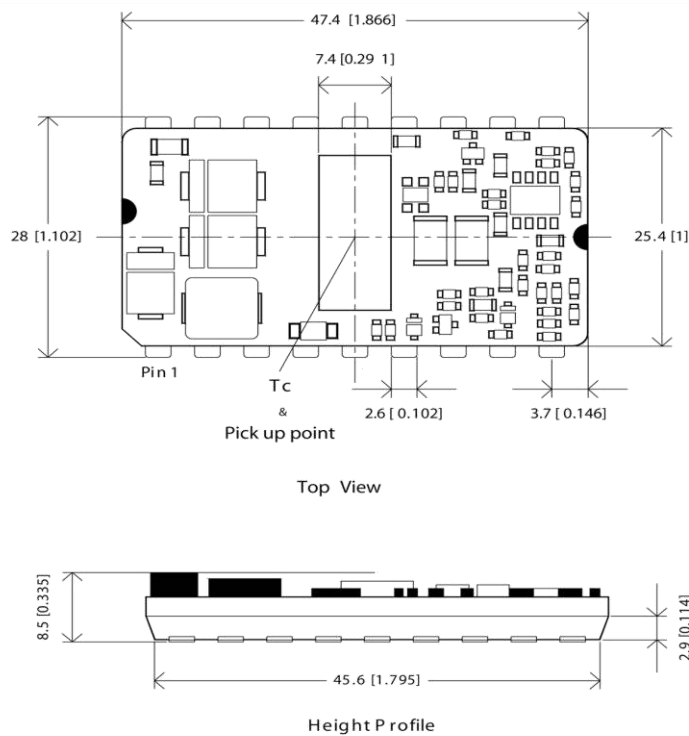 47.4 [1.866]
7.4 [0.29 1]
28 [1.102]
25.4 [1]
Pin 1
Tc
&
Pick up point
2.6 [ 0.102]
3.7 [ 0.146]
Top View
8.5 [0.335]
2.9 [0.114]
45.6 [1.795]
Height P rofile